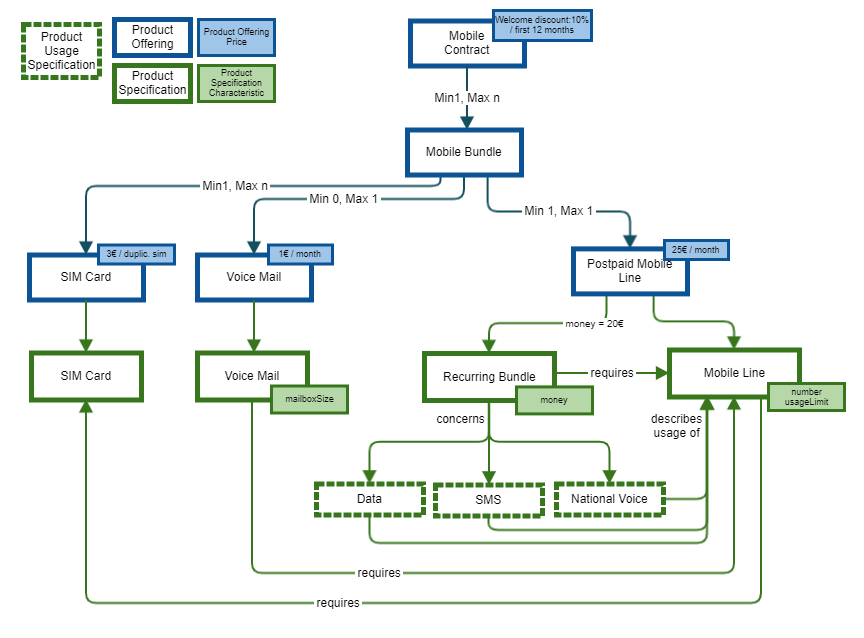 Product
Usage
Specification
Product
Offering
Product Offering
Price
Product
Specification
Product
Specification
Characteristic
Mobile
Contract
Welcome discount:10%
/ first 12 months
Min1, Max n
Mobile Bundle
Min1, Max n
Min 0, Max 1
Min 1, Max 1
3€ / duplic. sim
SIM Card
1€ / month
Voice Mail
25€ / month
Postpaid Mobile
Line
money = 20€
SIM Card
Voice Mail
mailboxSize
Recurring Bundle
money
requires
Mobile Line
number
usageLimit
concerns
describes
usage of
Data
SMS
National Voice
requires
requires